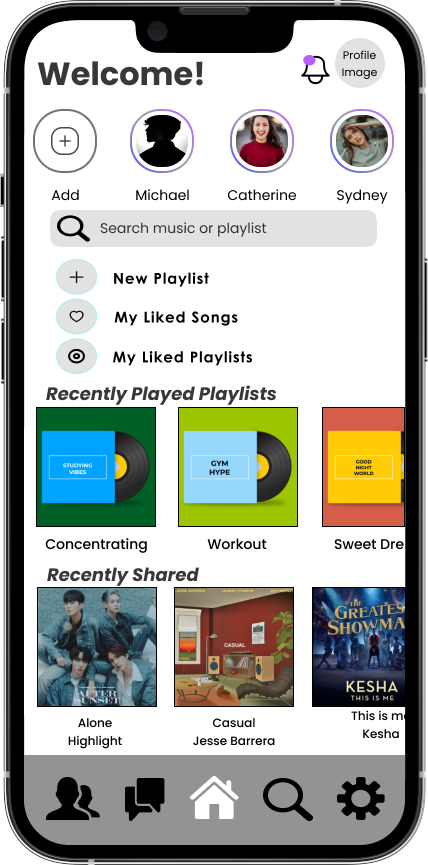 Welcome!
Profile
Image
Add
Michael
Catherine
Sydney
Search music or playlist
New Playlist
My Liked Songs
My Liked Playlists
Recently Played Playlists
STUDYING
VIBES
GYM
HYPE
GOOD
NIGHT
WORLD
Concentrating
Workout
Sweet Dre
Recently Shared
AFTER
SUNSET
CASUAL
THE GREATES
SHOWMA
KESHA
THIS IS ME
Alone
Highlight
Casual
Jesse Barrera
This is me
Kesha